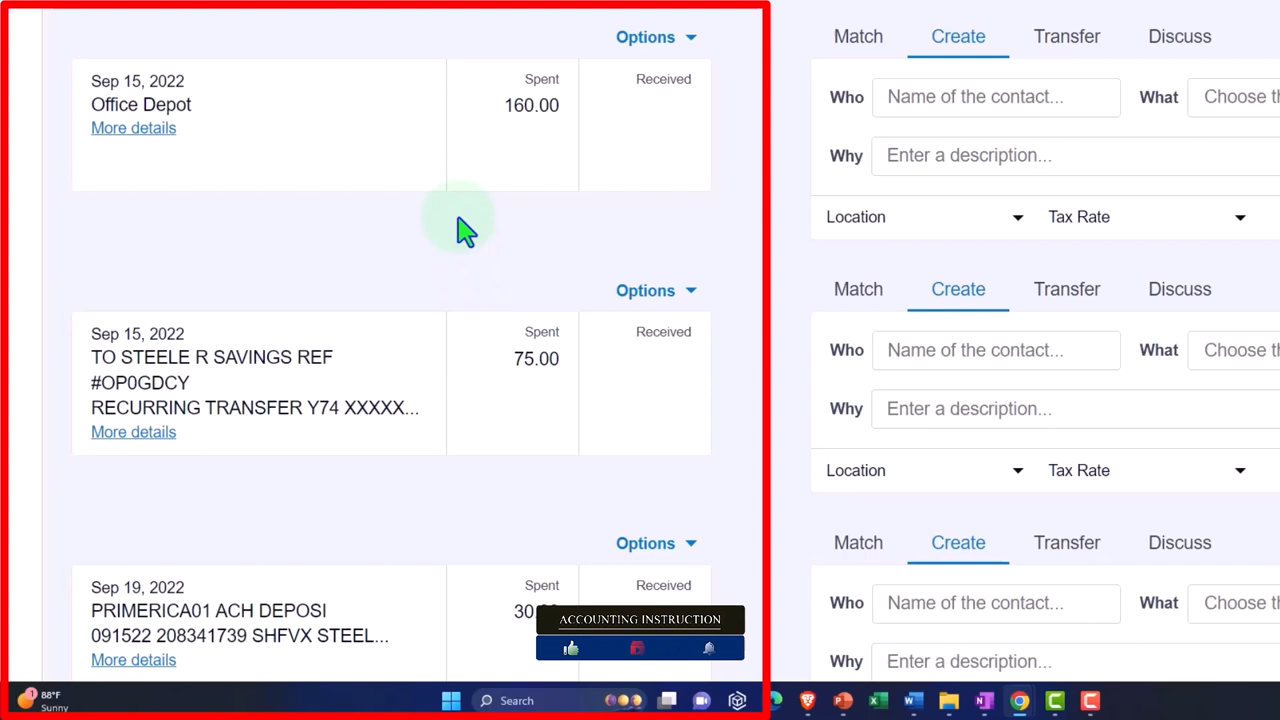 Options
Match Create Transfer Discuss
Sep 15, 2022 Spent Received
Office Depot 160.00
More details
Who Name of the contact... What
Why Enter a description...
Location Tax Rate
Options
Match Create Transfer Discuss
Sep 15, 2022 Spent Received
TO STEELE R SAVINGS REF 75.00
#OP0GDCY
RECURRING TRANSFER Y74 XXXXX...
More details
Who Name of the contact... What
Why Enter a description...
Location Tax Rate
Options
Match Create Transfer Discuss
Sep 19, 2022 Spent Received
PRIMERICA01 ACH DEPOSI
091522 208341739 SHFVX STEEL...
More details
Who Name of the contact... What
Why Enter a description...
ACCOUNTING INSTRUCTION
1 88°F
Sunny
Search